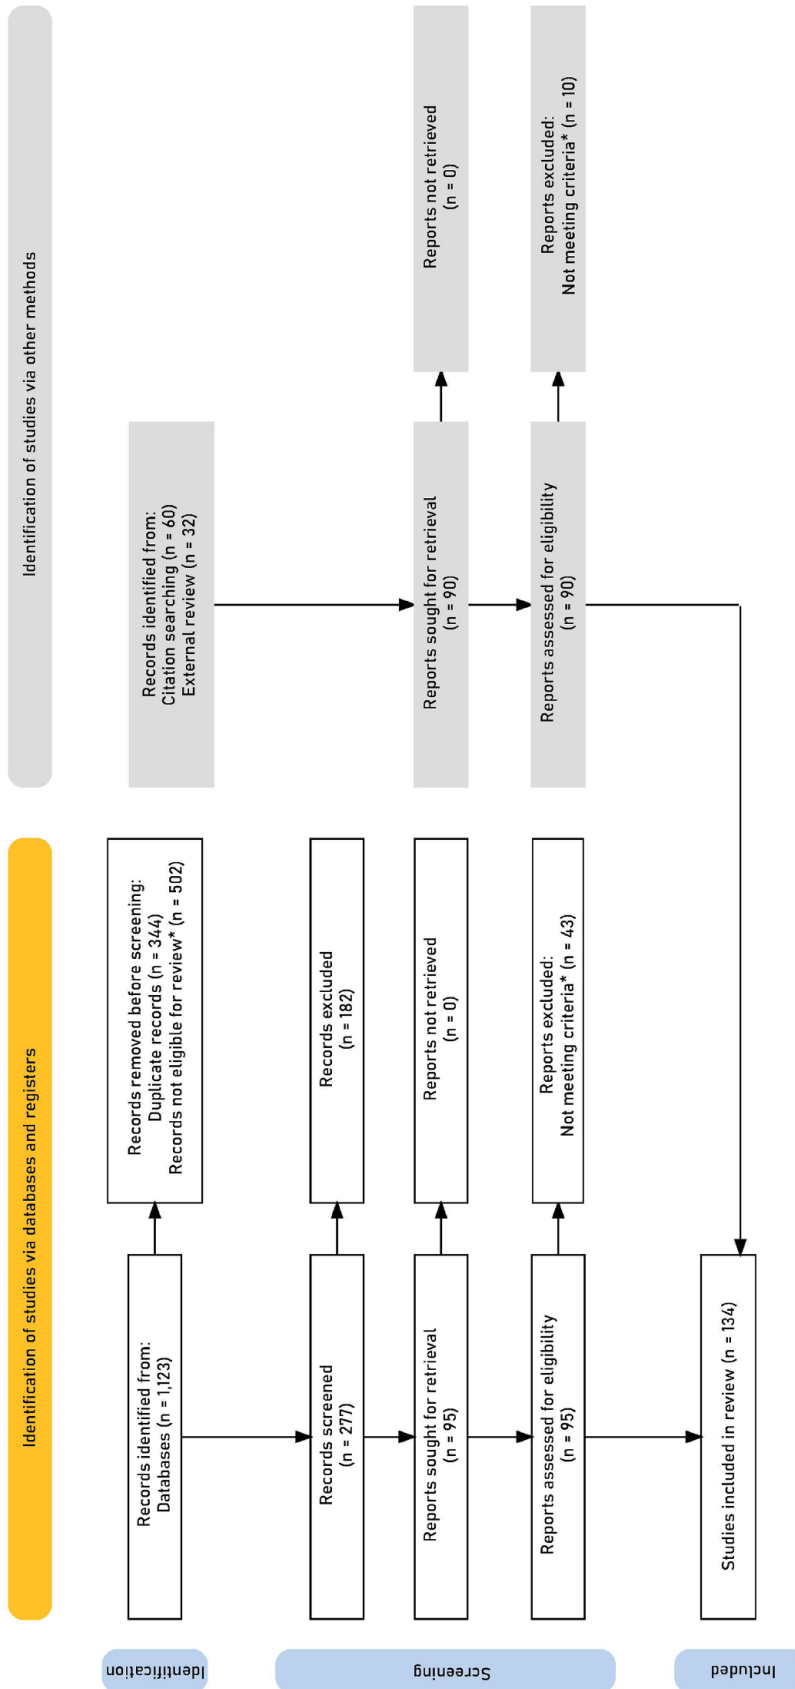 Identification of studies via databases and registers
Identification of studies via other methods
Identification
Records identified from:
Databases (n = 1,123)
Records removed before screening:
Duplicate records (n = 344)
Records not eligible for review* (n = 502)
Records identified from:
Citation searching (n = 60)
External review (n = 32)
Screening
Records screened
(n = 277)
Records excluded
(n = 182)
Reports sought for retrieval
(n = 95)
Reports not retrieved
(n = 0)
Reports sought for retrieval
(n = 90)
Reports not retrieved
(n = 0)
Reports assessed for eligibility
(n = 95)
Reports excluded:
Not meeting criteria* (n = 43)
Reports assessed for eligibility
(n = 90)
Reports excluded:
Not meeting criteria* (n = 10)
Included
Studies included in review (n = 134)